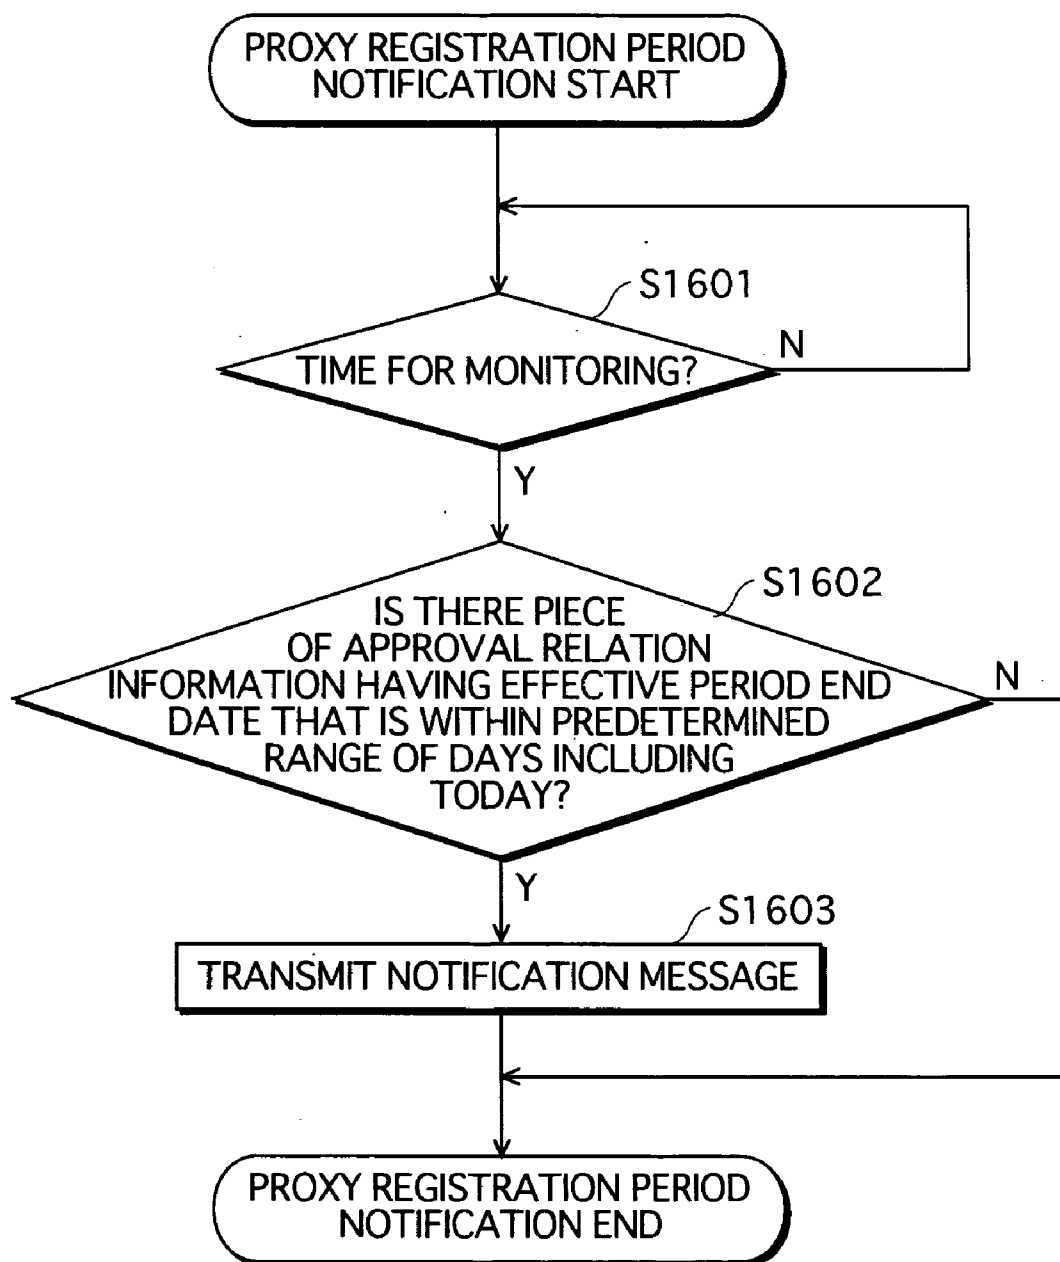 PROXY REGISTRATION PERIOD
NOTIFICATION START
S1601
TIME FOR MONITORING?
N
Y
S1602
IS THERE PIECE
OF APPROVAL RELATION
INFORMATION HAVING EFFECTIVE PERIOD END
DATE THAT IS WITHIN PREDETERMINED
RANGE OF DAYS INCLUDING
TODAY?
N
Y
S1603
TRANSMIT NOTIFICATION MESSAGE
PROXY REGISTRATION PERIOD
NOTIFICATION END